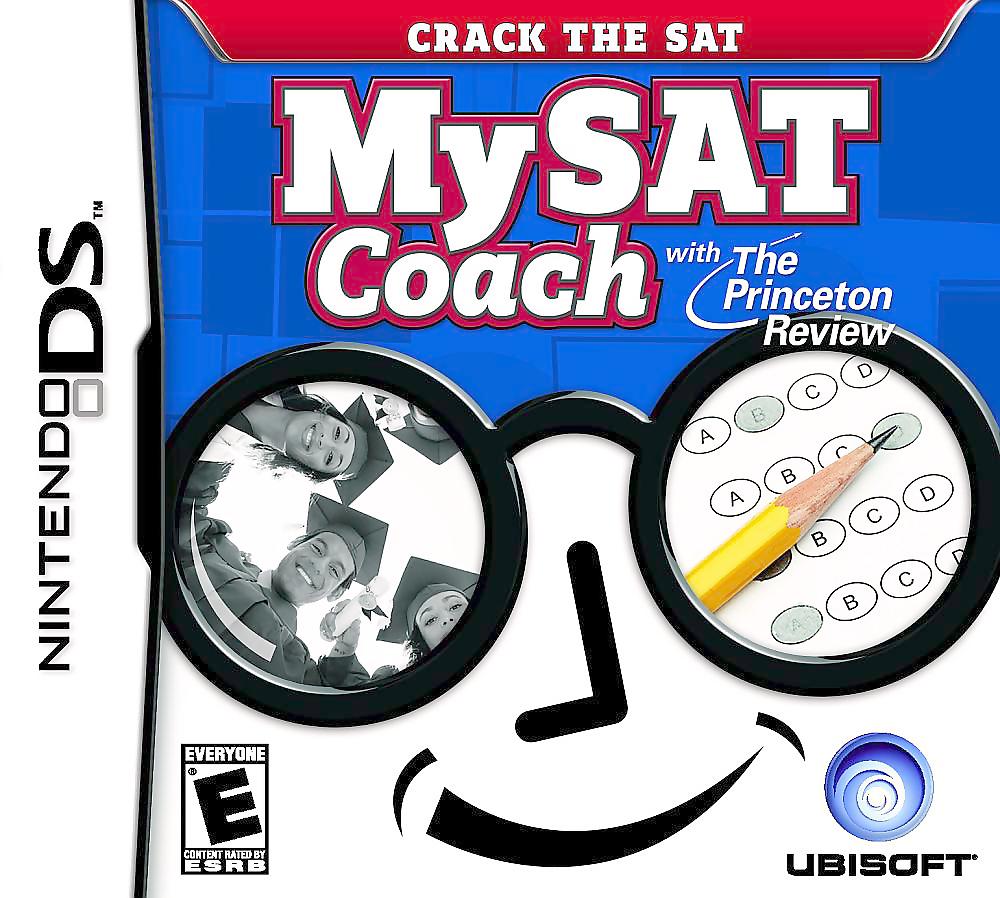 CRACK THE SAT
MySAT
Coach
with The
Princeton
Review
NINTENDO DS™
A B C D
A B C
B C D
A B C D
EVERYONE
E
®
CONTENT RATED BY
ESRB
UBISOFT®